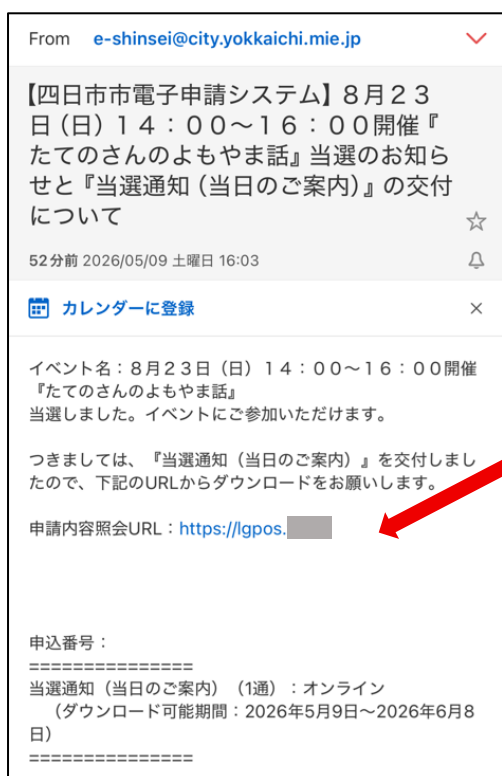 From e-shinsei@city.yokkaichi.mie.jp
【四日市市電子申請システム】８月２３
日（日）１４：００～１６：００開催『
たてのさんのよもやま話』当選のお知ら
せと『当選通知（当日のご案内）』の交付
について
52分前 2026/05/09 土曜日 16:03
カレンダーに登録
イベント名：８月２３日（日）１４：００～１６：００開催
『たてのさんのよもやま話』
当選しました。イベントにご参加いただけます。
つきましては、『当選通知（当日のご案内）』を交付しまし
たので、下記のURLからダウンロードをお願いします。
申請内容照会URL：https://lgpos.
申込番号：
===============
当選通知（当日のご案内）（1通）：オンライン
（ダウンロード可能期間：2026年5月9日～2026年6月8
日）
===============